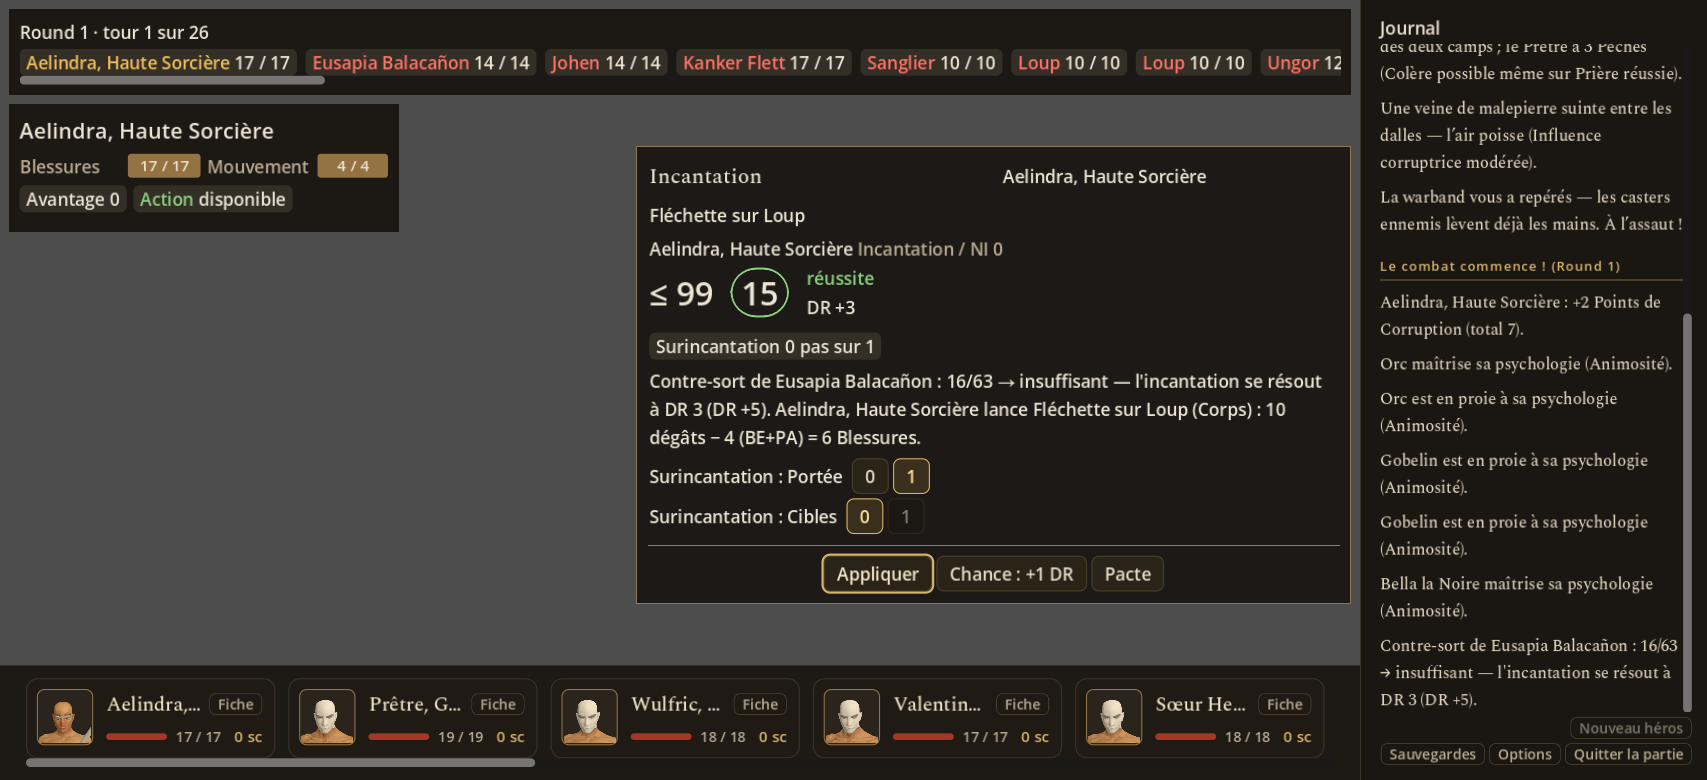 Round 1 · tour 1 sur 26
Aelindra, Haute Sorcière 17 / 17 Eusapia Balacañon 14 / 14 Johen 14 / 14 Kanker Flett 17 / 17 Sanglier 10 / 10 Loup 10 / 10 Loup 10 / 10 Ungor 12
Aelindra, Haute Sorcière
Blessures 17 / 17 Mouvement 4 / 4
Avantage 0 Action disponible
Incantation Aelindra, Haute Sorcière
Fléchette sur Loup
Aelindra, Haute Sorcière Incantation / NI 0
≤ 99 15 réussite
DR +3
Surincantation 0 pas sur 1
Contre-sort de Eusapia Balacañon : 16/63 → insuffisant — l'incantation se résout
à DR 3 (DR +5). Aelindra, Haute Sorcière lance Fléchette sur Loup (Corps) : 10
dégâts − 4 (BE+PA) = 6 Blessures.
Surincantation : Portée 0 1
Surincantation : Cibles 0 1
Appliquer Chance : +1 DR Pacte
Aelindra,... Fiche
17 / 17 0 sc
Prêtre, G... Fiche
19 / 19 0 sc
Wulfric, ... Fiche
18 / 18 0 sc
Valentin... Fiche
17 / 17 0 sc
Sœur He... Fiche
18 / 18 0 sc
Journal
des deux camps ; le Prêtre a 3 Péchés
(Colère possible même sur Prière réussie).
Une veine de malepierre suinte entre les
dalles — l’air poisse (Influence
corruptrice modérée).
La warband vous a repérés — les casters
ennemis lèvent déjà les mains. À l’assaut !
Le combat commence ! (Round 1)
Aelindra, Haute Sorcière : +2 Points de
Corruption (total 7).
Orc maîtrise sa psychologie (Animosité).
Orc est en proie à sa psychologie
(Animosité).
Gobelin est en proie à sa psychologie
(Animosité).
Gobelin est en proie à sa psychologie
(Animosité).
Bella la Noire maîtrise sa psychologie
(Animosité).
Contre-sort de Eusapia Balacañon : 16/63
→ insuffisant — l'incantation se résout à
DR 3 (DR +5).
Nouveau héros
Sauvegardes Options Quitter la partie